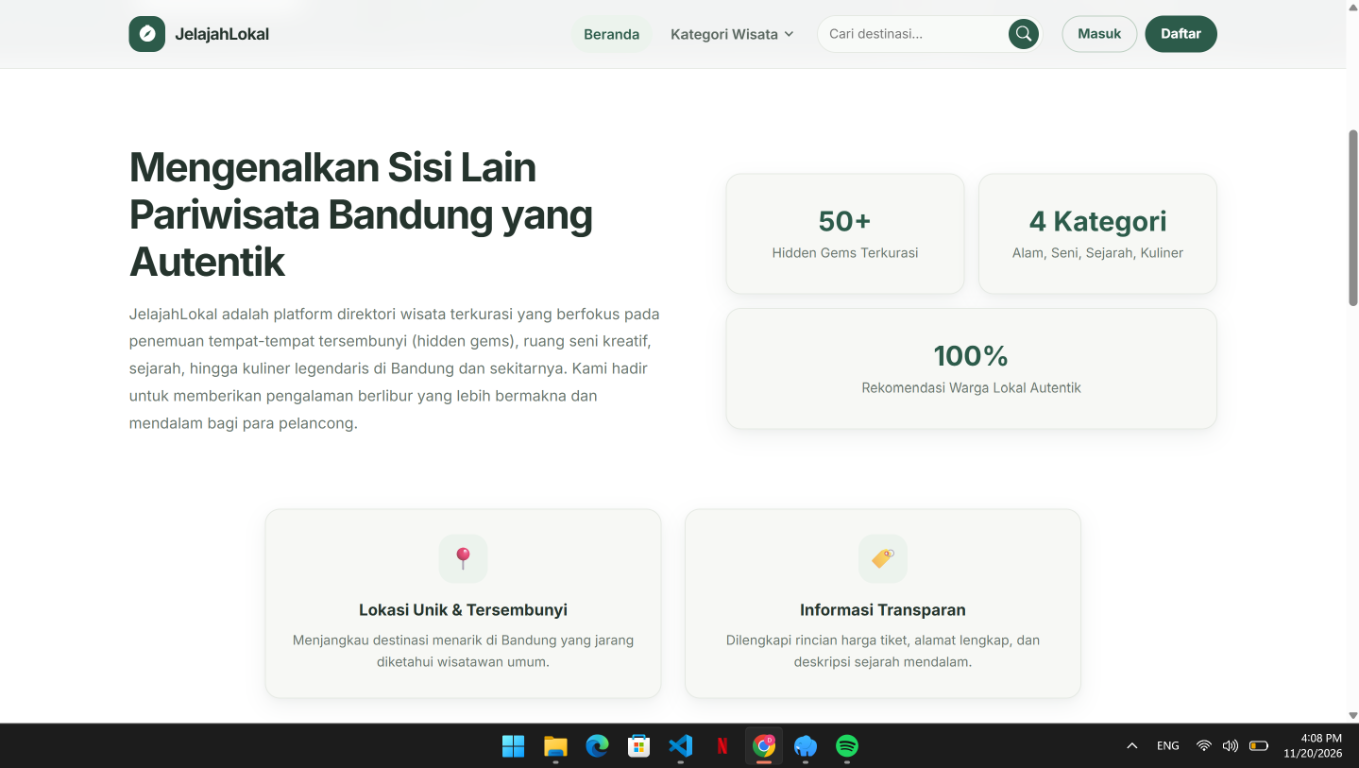 JelajahLokal
Beranda
Kategori Wisata
Cari destinasi...
Masuk
Daftar
Mengenalkan Sisi Lain
Pariwisata Bandung yang
Autentik
JelajahLokal adalah platform direktori wisata terkurasi yang berfokus pada
penemuan tempat-tempat tersembunyi (hidden gems), ruang seni kreatif,
sejarah, hingga kuliner legendaris di Bandung dan sekitarnya. Kami hadir
untuk memberikan pengalaman berlibur yang lebih bermakna dan
mendalam bagi para pelancong.
50+
Hidden Gems Terkurasi
4 Kategori
Alam, Seni, Sejarah, Kuliner
100%
Rekomendasi Warga Lokal Autentik
Lokasi Unik & Tersembunyi
Menjangkau destinasi menarik di Bandung yang jarang
diketahui wisatawan umum.
Informasi Transparan
Dilengkapi rincian harga tiket, alamat lengkap, dan
deskripsi sejarah mendalam.
N
D
ENG
4:08 PM
11/20/2026